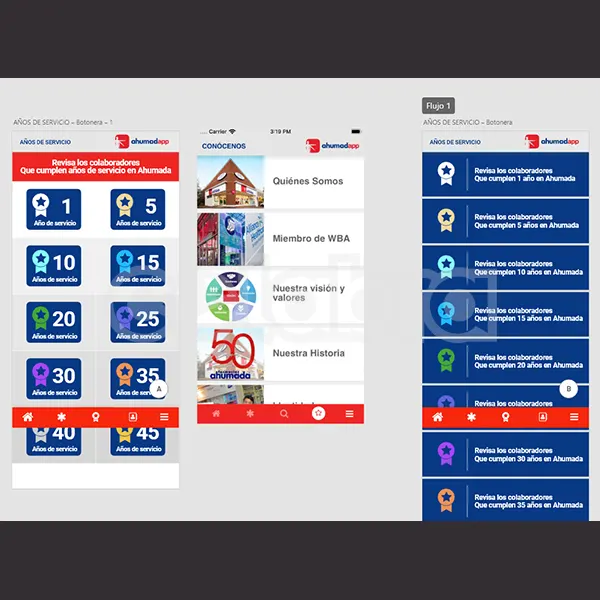 Flujo 1
AÑOS DE SERVICIO – Botonera – 1
AÑOS DE SERVICIO
ahumadapp
Revisa los colaboradores
Que cumplen años de servicio en Ahumada
1
Año de servicio
5
Años de servicio
10
Años de servicio
15
Años de servicio
20
Años de servicio
25
Años de servicio
30
Años de servicio
35
Años de servicio
A
40
Años de servicio
45
Años de servicio
Carrier
3:19 PM
CONÓCENOS
ahumadapp
Quiénes Somos
Miembro de WBA
Nuestra visión y
valores
50
ahumada
Nuestra Historia
AÑOS DE SERVICIO – Botonera
AÑOS DE SERVICIO
ahumadapp
Revisa los colaboradores
Que cumplen 1 año en Ahumada
Revisa los colaboradores
Que cumplen 5 años en Ahumada
Revisa los colaboradores
Que cumplen 10 años en Ahumada
Revisa los colaboradores
Que cumplen 15 años en Ahumada
Revisa los colaboradores
Que cumplen 20 años en Ahumada
Revisa los colaboradores
B
Revisa los colaboradores
Que cumplen 30 años en Ahumada
Revisa los colaboradores
Que cumplen 35 años en Ahumada